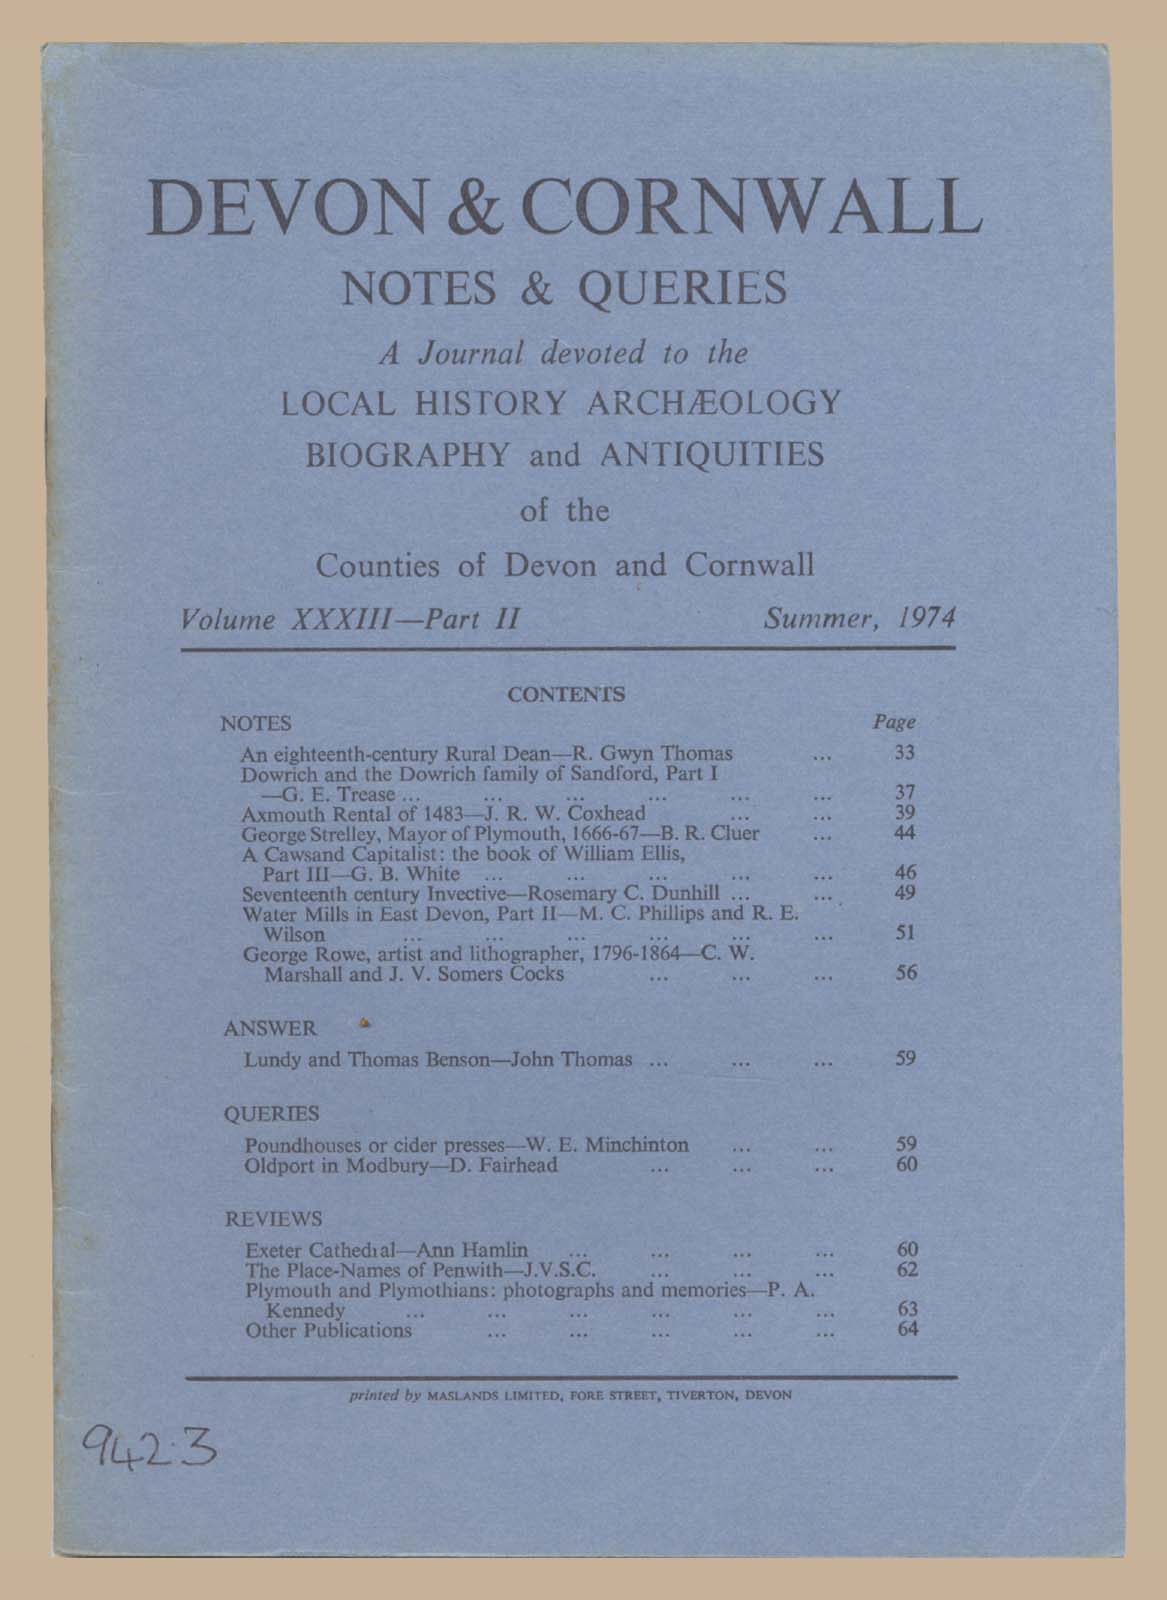 DEVON & CORNWALL
NOTES & QUERIES
A Journal devoted to the
LOCAL HISTORY ARCHÆOLOGY
BIOGRAPHY and ANTIQUITIES
of the
Counties of Devon and Cornwall
Volume XXXIII—Part II Summer, 1974
CONTENTS
NOTES Page
An eighteenth-century Rural Dean—R. Gwyn Thomas ... 33
Dowrich and the Dowrich family of Sandford, Part I
—G. E. Trease ... ... ... ... ... ... 37
Axmouth Rental of 1483—J. R. W. Coxhead ... ... 39
George Strelley, Mayor of Plymouth, 1666-67—B. R. Cluer ... 44
A Cawsand Capitalist: the book of William Ellis,
Part III—G. B. White ... ... ... ... ... 46
Seventeenth century Invective—Rosemary C. Dunhill ... ... 49
Water Mills in East Devon, Part II—M. C. Phillips and R. E.
Wilson ... ... ... ... ... ... 51
George Rowe, artist and lithographer, 1796-1864—C. W.
Marshall and J. V. Somers Cocks ... ... ... 56
ANSWER
Lundy and Thomas Benson—John Thomas ... ... ... 59
QUERIES
Poundhouses or cider presses—W. E. Minchinton ... ... 59
Oldport in Modbury—D. Fairhead ... ... ... 60
REVIEWS
Exeter Cathedral—Ann Hamlin ... ... ... ... 60
The Place-Names of Penwith—J.V.S.C. ... ... ... 62
Plymouth and Plymothians: photographs and memories—P. A.
Kennedy ... ... ... ... ... ... 63
Other Publications ... ... ... ... ... 64
printed by MASLANDS LIMITED, FORE STREET, TIVERTON, DEVON
942.3